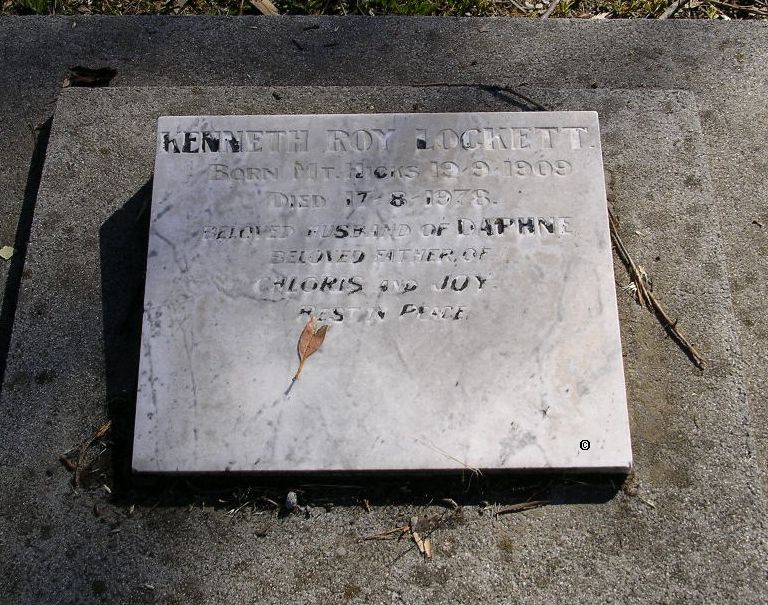 KENNETH ROY LOCKETT.
BORN MT. HICKS 19-9-1909
DIED 17-8-1978.
BELOVED HUSBAND OF DAPHNE
BELOVED FATHER OF
CHLORIS AND JOY.
REST IN PEACE
©